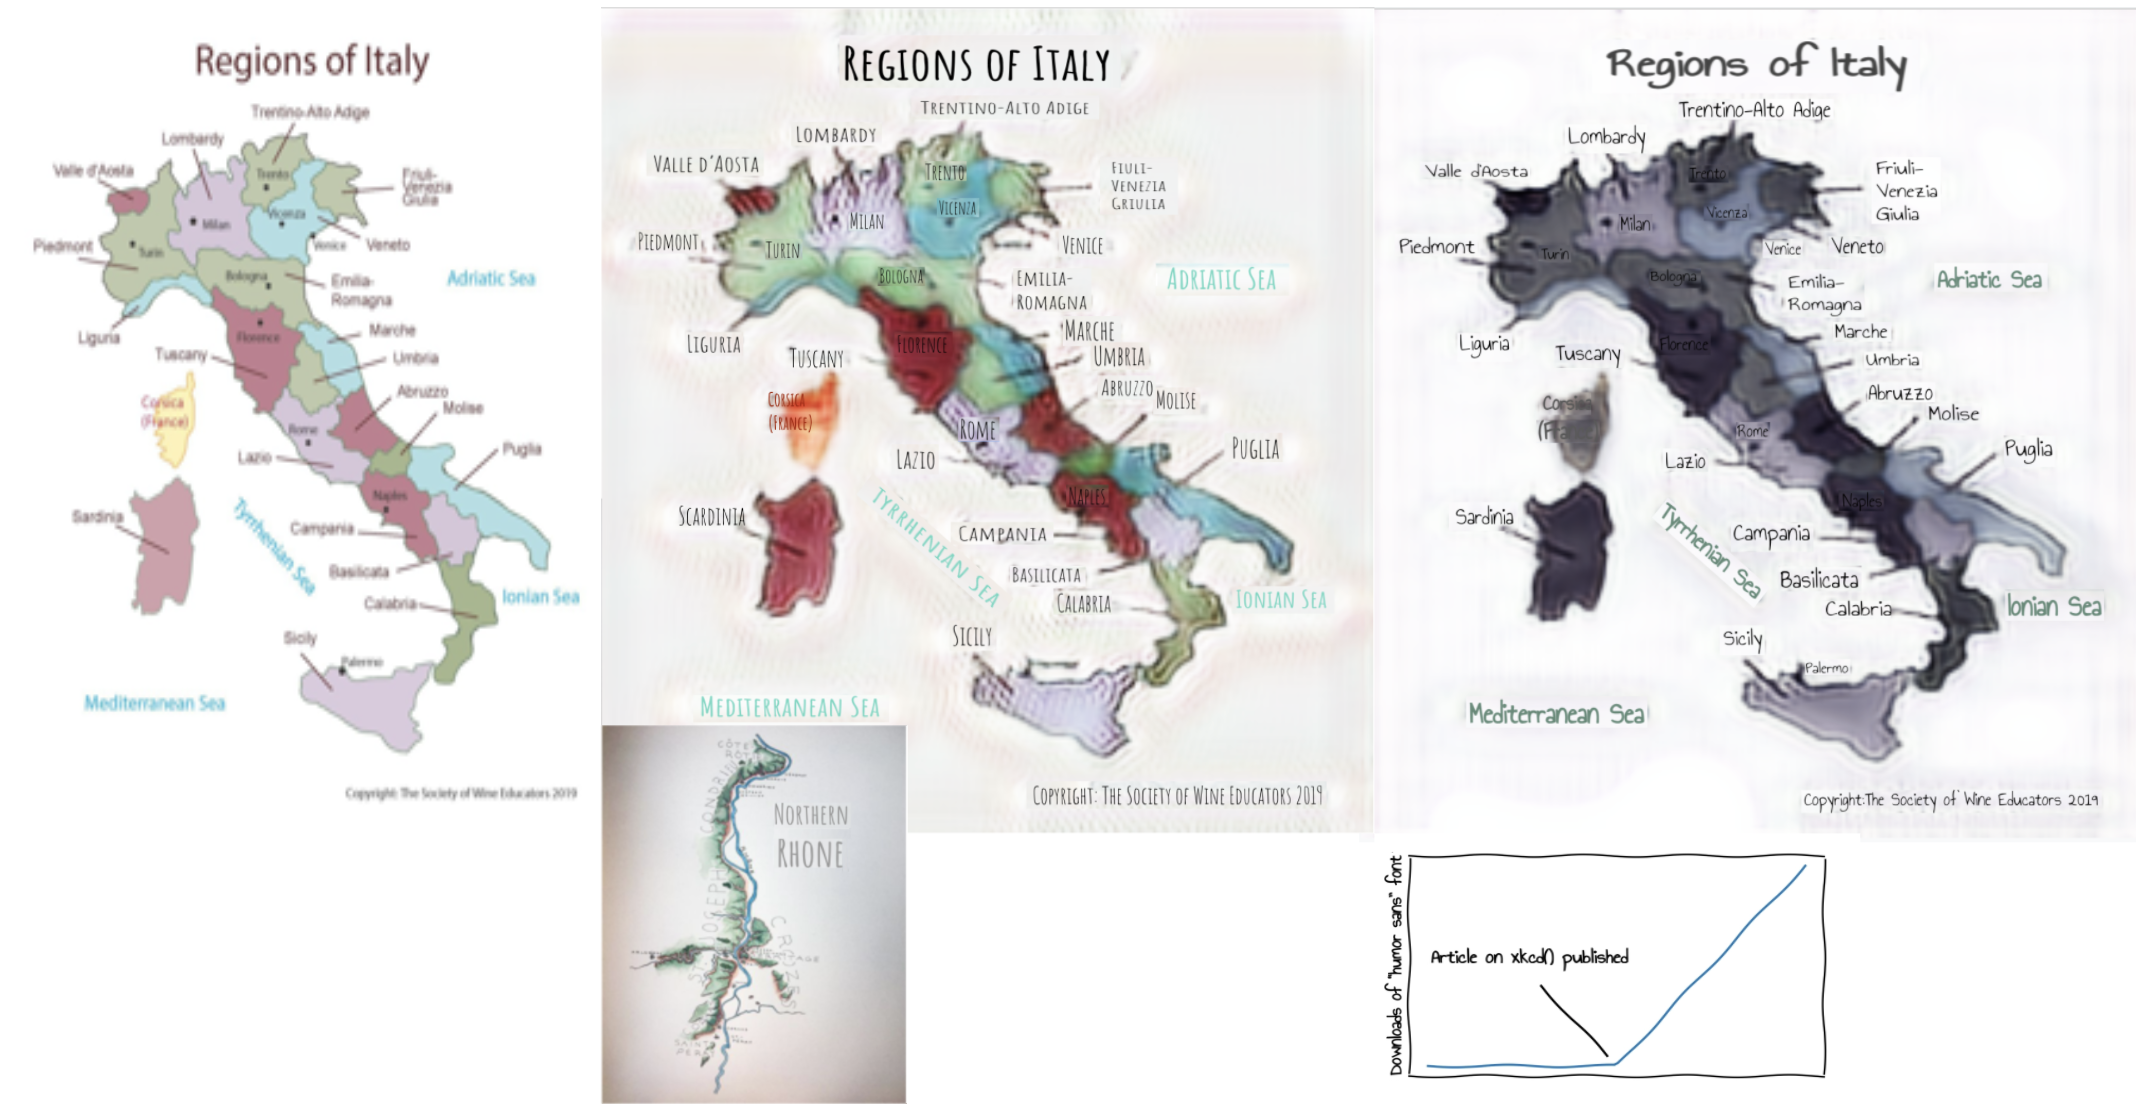 Regions of Italy
Trentino-Alto Adige
Lombardy
Valle d'Aosta
Trento
Friuli-
Venezia
Giulia
Vicenza
Milan
Piedmont
Turin
Venice
Veneto
Bologna
Emilia-
Romagna
Adriatic Sea
Liguria
Florence
Marche
Tuscany
Umbria
Abruzzo
Corsica
(France)
Molise
Rome
Lazio
Puglia
Naples
Sardinia
Tyrrhenian Sea
Campania
Basilicata
Calabria
Ionian Sea
Sicily
Palermo
Mediterranean Sea
Copyright: The Society of Wine Educators 2019
REGIONS OF ITALY
TRENTINO-ALTO ADIGE
LOMBARDY
VALLE D'AOSTA
TRENTO
FIULI-
VENEZIA
GRIULIA
VICENZA
MILAN
PIEDMONT
TURIN
VENICE
BOLOGNA
EMILIA-
ROMAGNA
ADRIATIC SEA
LIGURIA
FLORENCE
MARCHE
TUSCANY
UMBRIA
ABRUZZO
CORSICA
(FRANCE)
MOLISE
ROME
LAZIO
PUGLIA
NAPLES
SCARDINIA
TYRRHENIAN SEA
CAMPANIA
BASILICATA
CALABRIA
IONIAN SEA
SICILY
MEDITERRANEAN SEA
COPYRIGHT: THE SOCIETY OF WINE EDUCATORS 2019
Regions of Italy
Trentino-Alto Adige
Lombardy
Valle d'Aosta
Trento
Friuli-
Venezia
Giulia
Vicenza
Milan
Piedmont
Turin
Venice
Veneto
Bologna
Emilia-
Romagna
Adriatic Sea
Liguria
Florence
Marche
Tuscany
Umbria
Abruzzo
Corsica
(France)
Molise
Rome
Lazio
Puglia
Naples
Sardinia
Tyrrhenian Sea
Campania
Basilicata
Calabria
Ionian Sea
Sicily
Palermo
Mediterranean Sea
Copyright:The Society of Wine Educators 2019
CÔTE
RÔTIE
CONDRIEU
NORTHERN
RHONE
JOSEPH
CROZES
SAINT
PERAY
Downloads of "humor sans" font
Article on xkcd() published